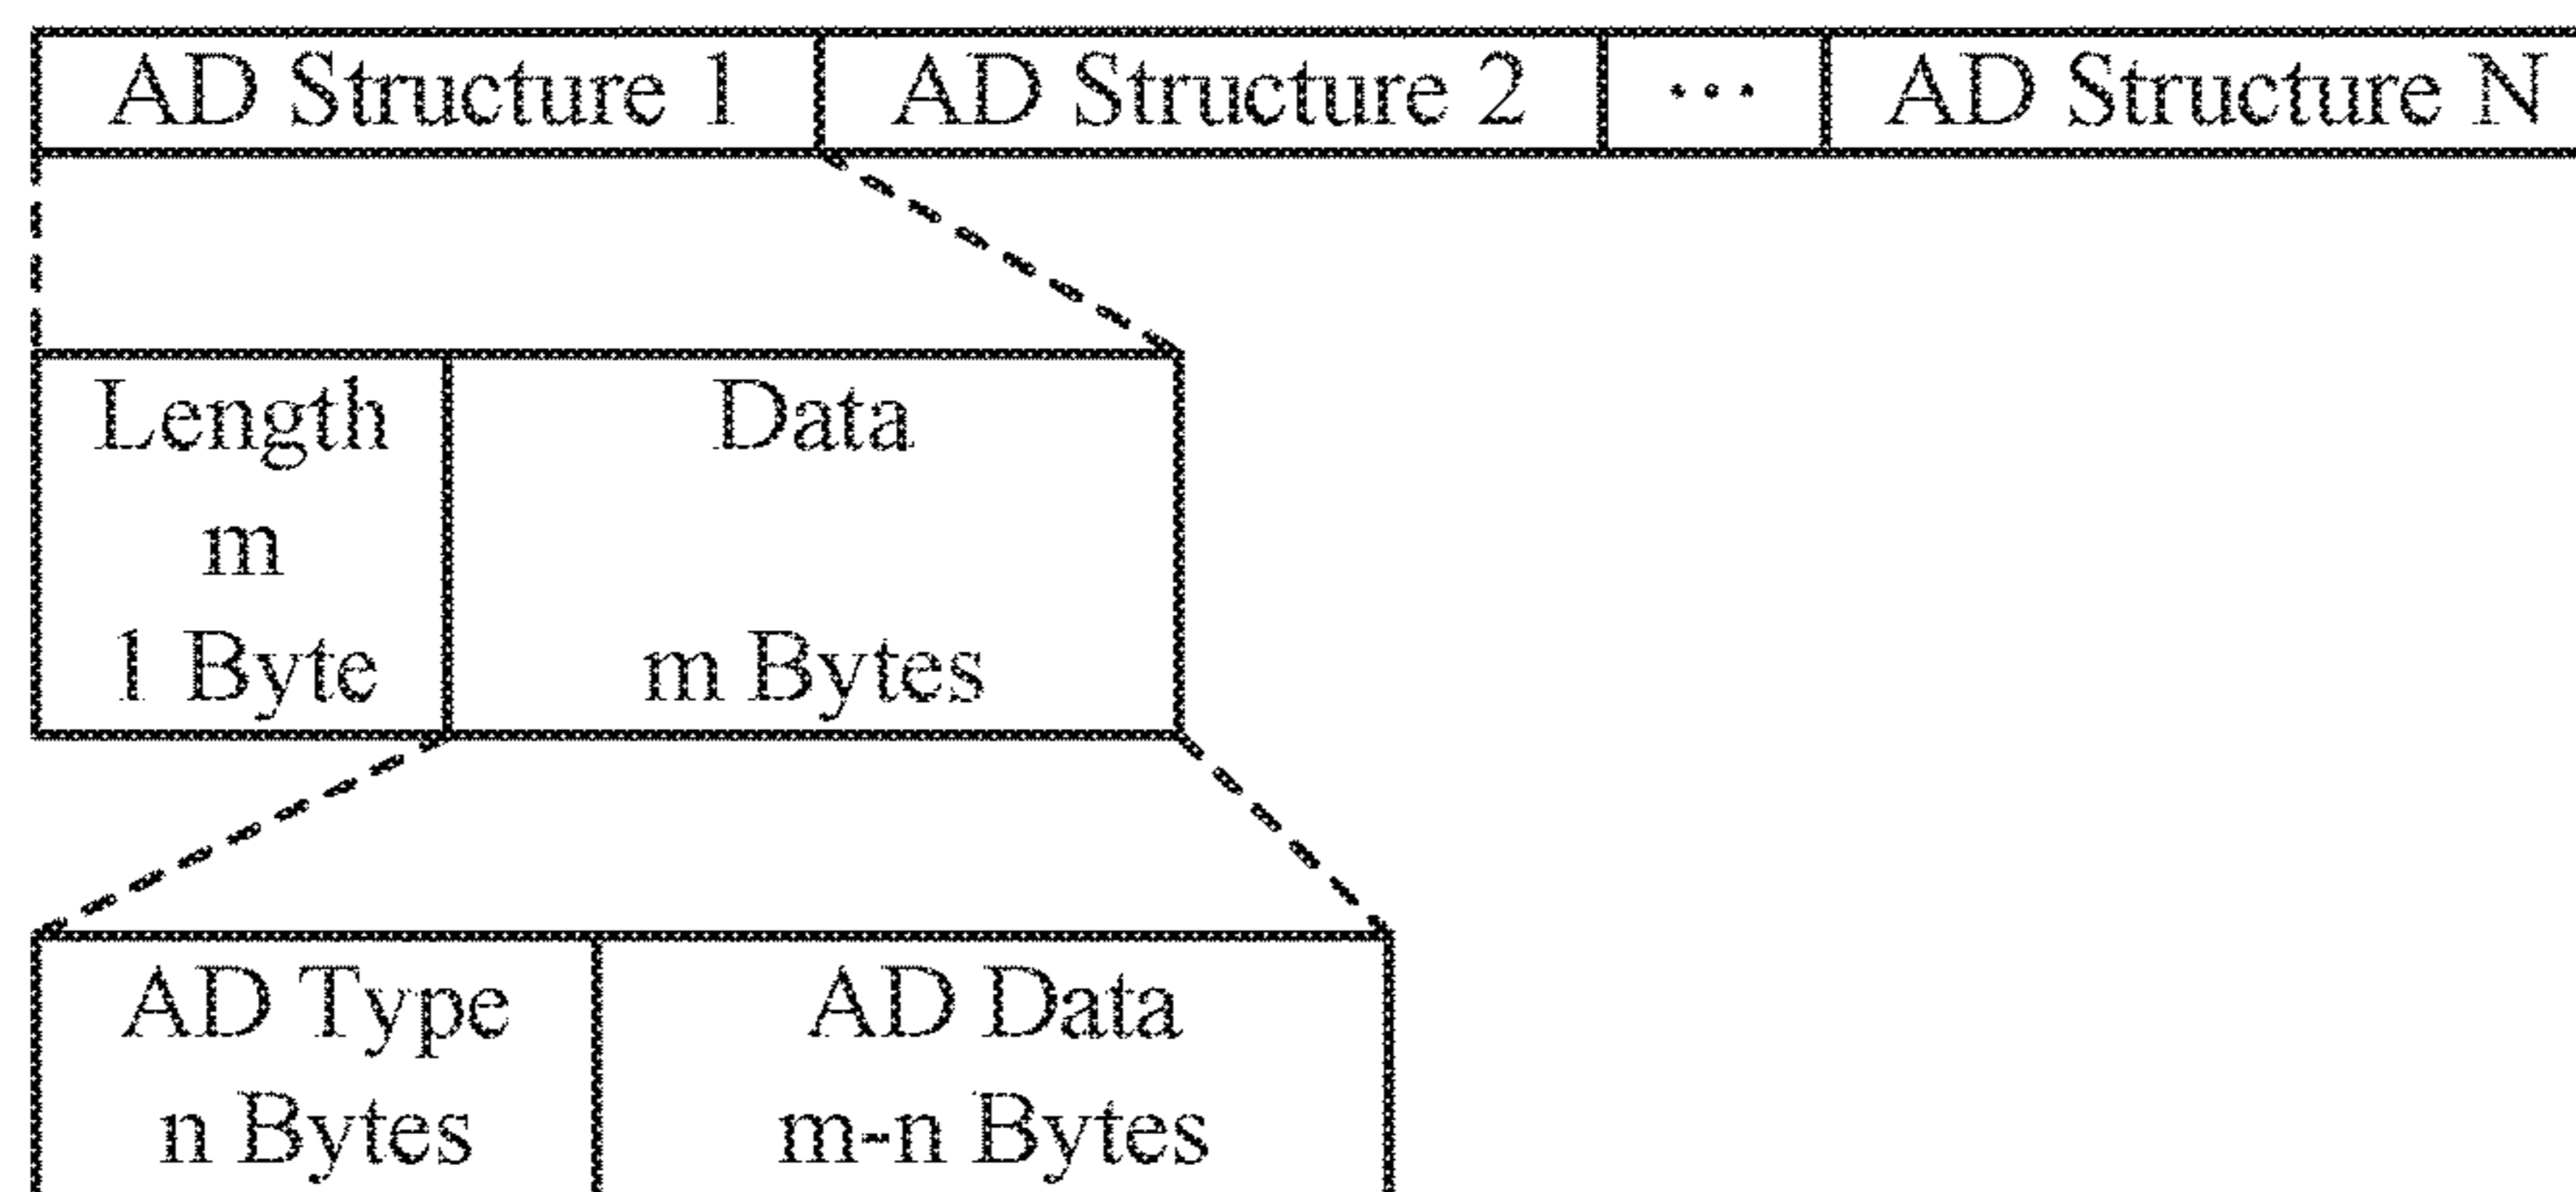 AD Structure 1 AD Structure 2 ... AD Structure N
Length Data
m
1 Byte m Bytes
AD Type AD Data
n Bytes m-n Bytes